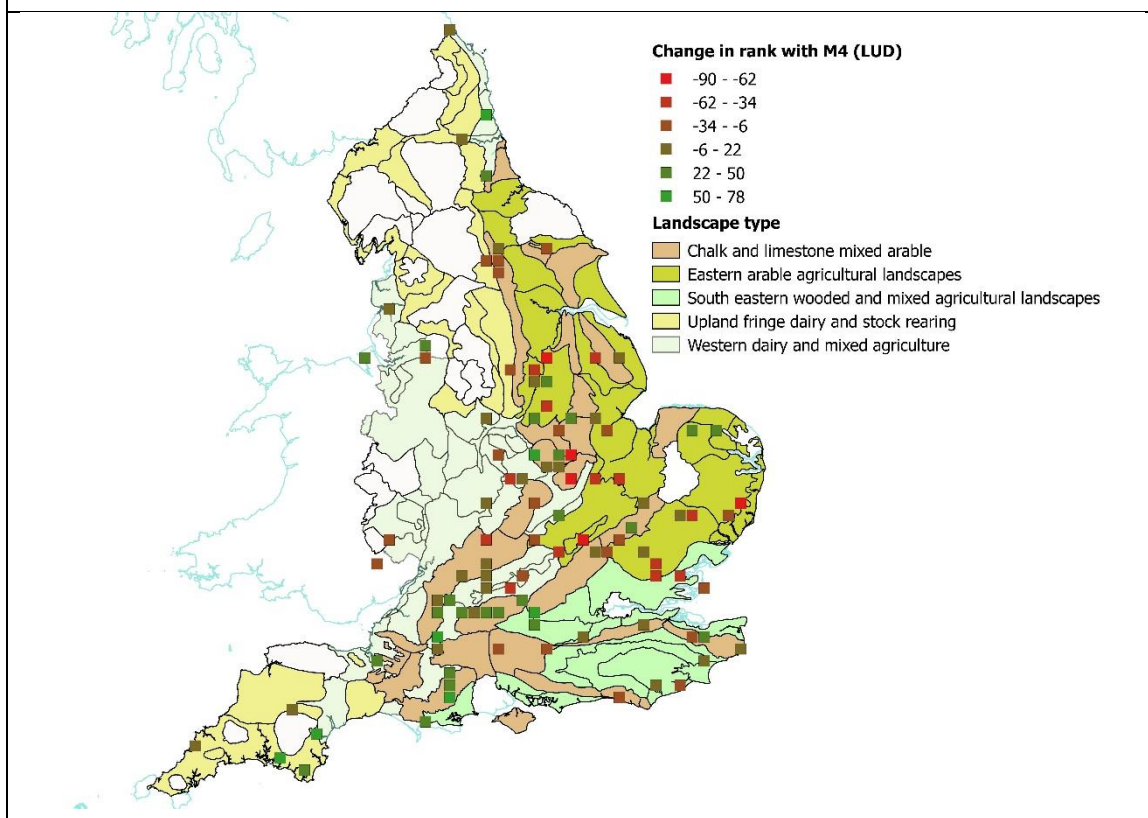 Change in rank with M4 (LUD)
-90 - -62
-62 - -34
-34 - -6
-6 - 22
22 - 50
50 - 78
Landscape type
Chalk and limestone mixed arable
Eastern arable agricultural landscapes
South eastern wooded and mixed agricultural landscapes
Upland fringe dairy and stock rearing
Western dairy and mixed agriculture